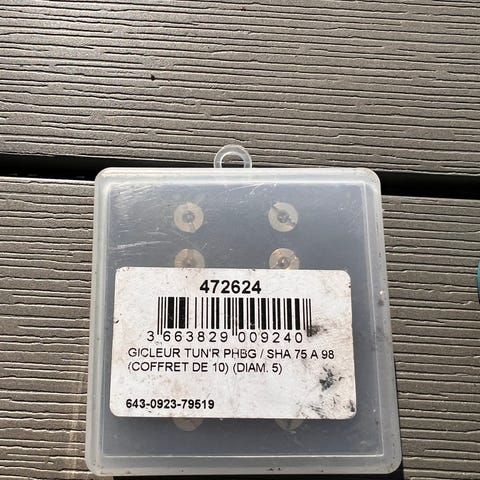 472624
3 663829 009240
GICLEUR TUN'R PHBG / SHA 75 A 98
(COFFRET DE 10) (DIAM. 5)
643-0923-79519